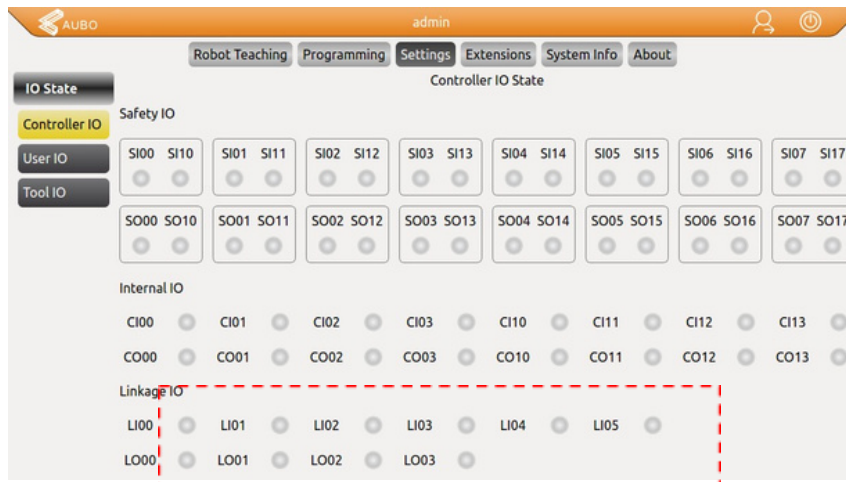 AUBO admin
Robot Teaching Programming Settings Extensions System Info About
IO State
Controller IO
User IO
Tool IO
Controller IO State
Safety IO
SI00 SI10 SI01 SI11 SI02 SI12 SI03 SI13 SI04 SI14 SI05 SI15 SI06 SI16 SI07 SI17
SO00 SO10 SO01 SO11 SO02 SO12 SO03 SO13 SO04 SO14 SO05 SO15 SO06 SO16 SO07 SO17
Internal IO
CI00 CI01 CI02 CI03 CI10 CI11 CI12 CI13
CO00 CO01 CO02 CO03 CO10 CO11 CO12 CO13
Linkage IO
LI00 LI01 LI02 LI03 LI04 LI05
LO00 LO01 LO02 LO03